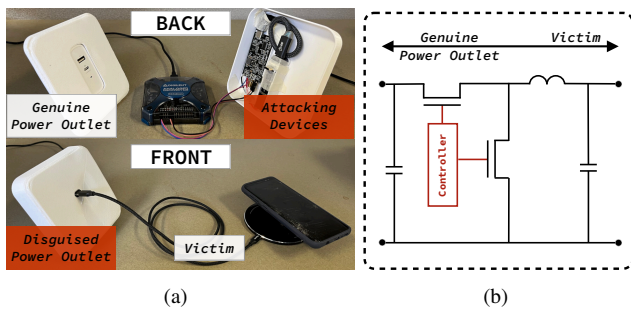 BACK
Genuine
Power Outlet
Attacking
Devices
FRONT
Disguised
Power Outlet
Victim
(a)
Genuine
Power Outlet
Victim
Controller
(b)